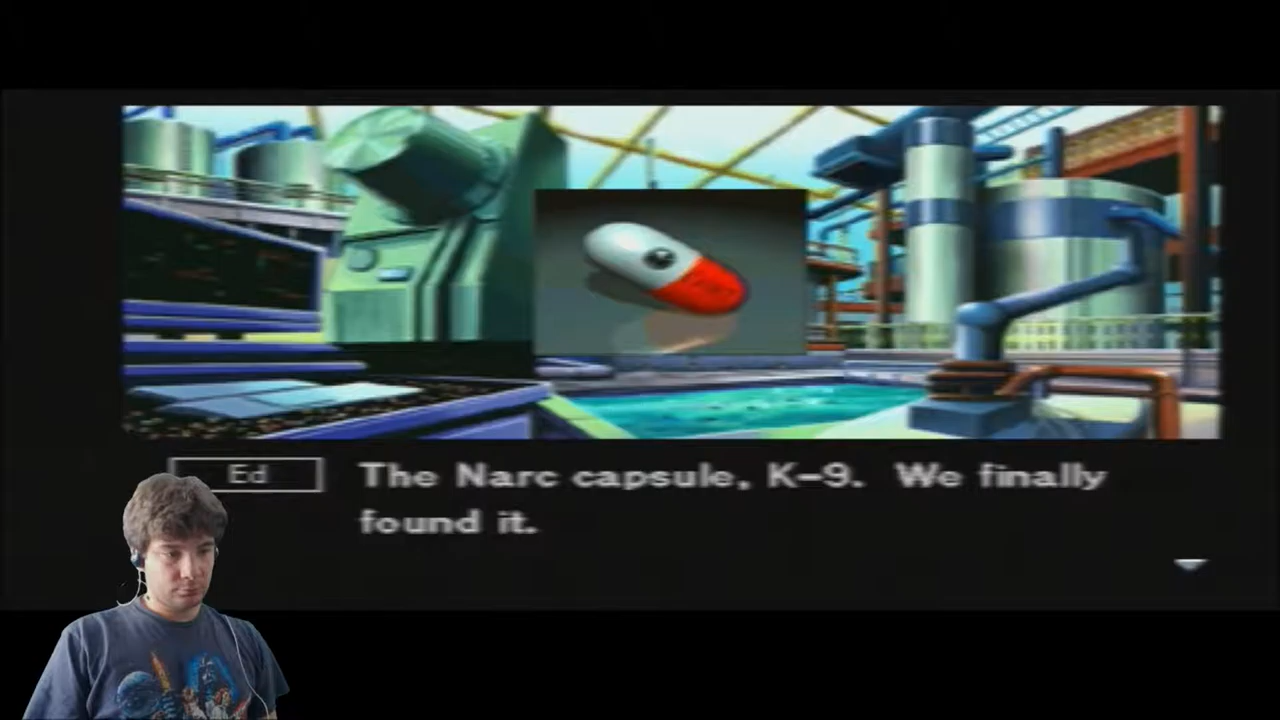 Ed
The Narc capsule, K-9. We finally
found it.